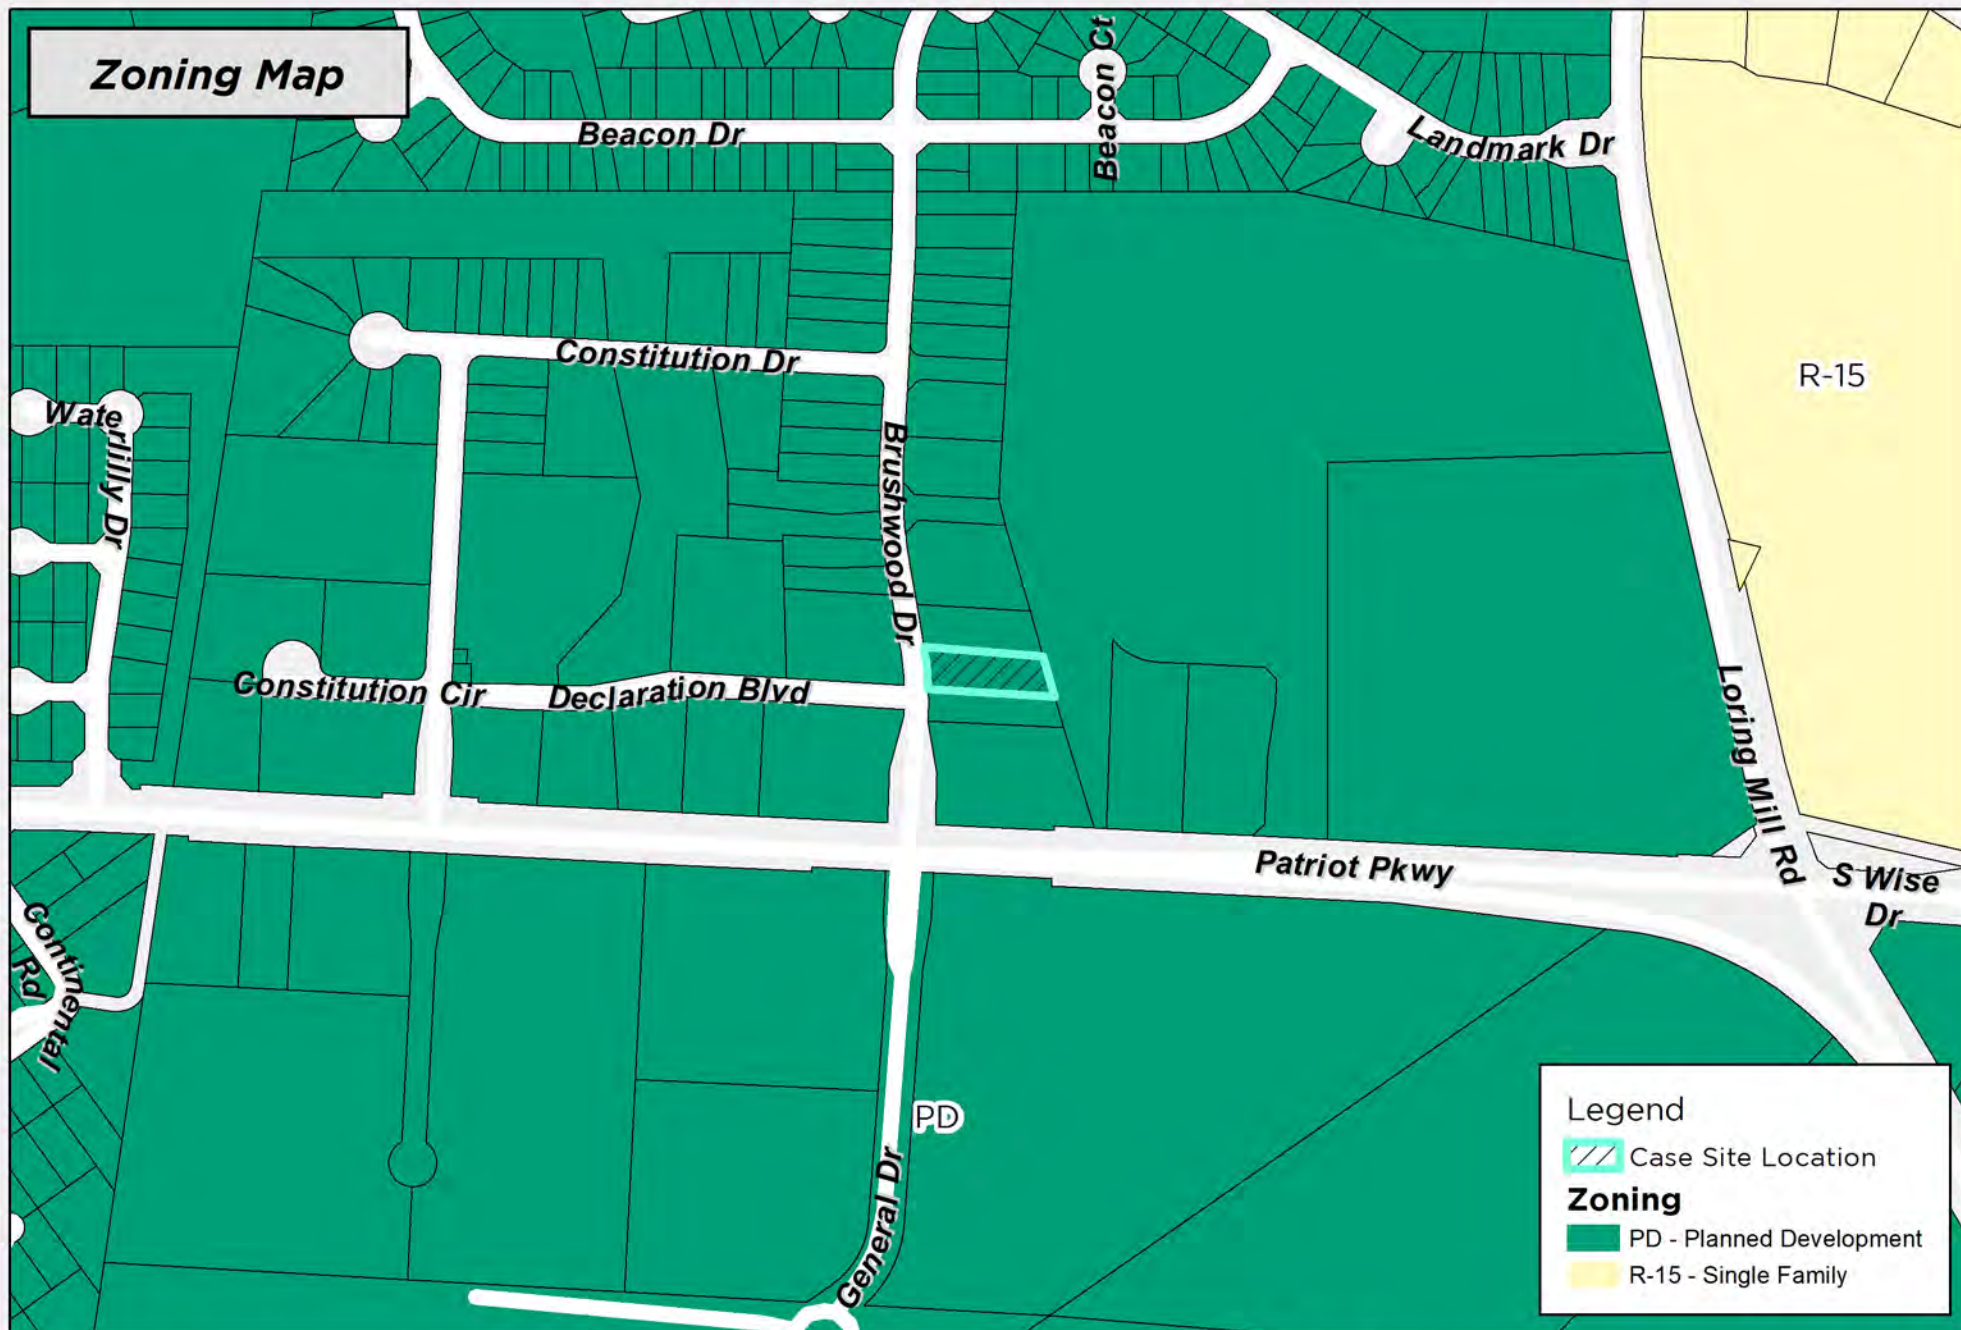 Zoning Map
Beacon Dr
Beacon Ct
Landmark Dr
Constitution Dr
R-15
Waterlilly Dr
Brushwood Dr
Constitution Cir
Declaration Blvd
Loring Mill Rd
Patriot Pkwy
S Wise
Dr
Continental
Rd
PD
General Dr
Legend
Case Site Location
Zoning
PD - Planned Development
R-15 - Single Family